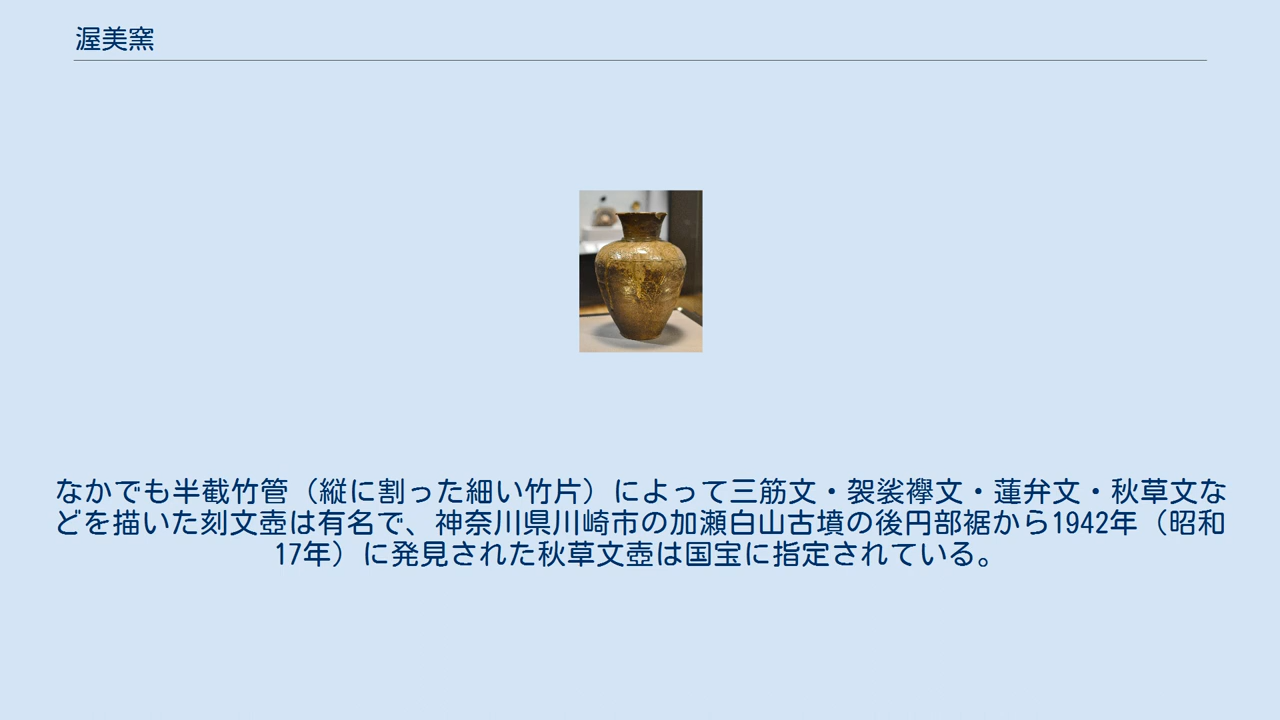 渥美窯
なかでも半截竹管（縦に割った細い竹片）によって三筋文・袈裟襷文・蓮弁文・秋草文な
どを描いた刻文壺は有名で、神奈川県川崎市の加瀬白山古墳の後円部裾から1942年（昭和
17年）に発見された秋草文壺は国宝に指定されている。